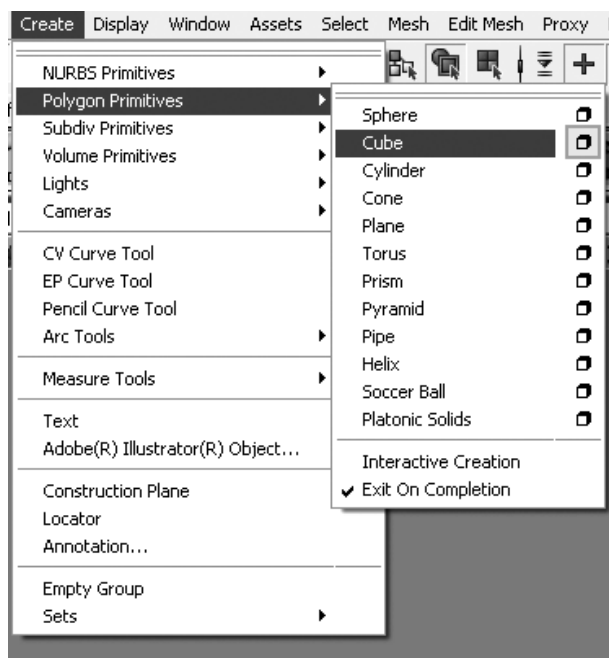 Create Display Window Assets Select Mesh Edit Mesh Proxy
NURBS Primitives
Polygon Primitives
Subdiv Primitives
Volume Primitives
Lights
Cameras
CV Curve Tool
EP Curve Tool
Pencil Curve Tool
Arc Tools
Measure Tools
Text
Adobe(R) Illustrator(R) Object...
Construction Plane
Locator
Annotation...
Empty Group
Sets
Sphere
Cube
Cylinder
Cone
Plane
Torus
Prism
Pyramid
Pipe
Helix
Soccer Ball
Platonic Solids
Interactive Creation
Exit On Completion